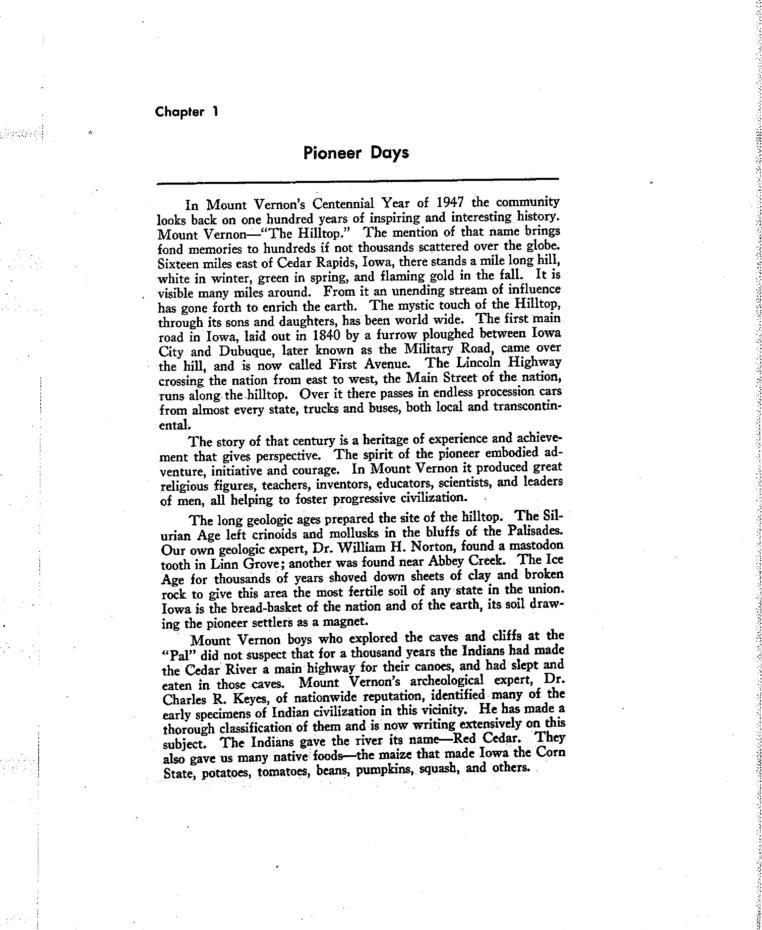 Chapter 1
Pioneer Days
In Mount Vernon's Centennial Year of 1947 the community
looks back on one hundred years of inspiring and interesting history.
Mount Vernon—"The Hilltop." The mention of that name brings
fond memories to hundreds if not thousands scattered over the globe.
Sixteen miles east of Cedar Rapids, Iowa, there stands a mile long hill,
white in winter, green in spring, and flaming gold in the fall. It is
visible many miles around. From it an unending stream of influence
has gone forth to enrich the earth. The mystic touch of the Hilltop,
through its sons and daughters, has been world wide. The first main
road in Iowa, laid out in 1840 by a furrow ploughed between Iowa
City and Dubuque, later known as the Military Road, came over
the hill, and is now called First Avenue. The Lincoln Highway
crossing the nation from east to west, the Main Street of the nation,
runs along the hilltop. Over it there passes in endless procession cars
from almost every state, trucks and buses, both local and transcontin-
ental.
The story of that century is a heritage of experience and achieve-
ment that gives perspective. The spirit of the pioneer embodied ad-
venture, initiative and courage. In Mount Vernon it produced great
religious figures, teachers, inventors, educators, scientists, and leaders
of men, all helping to foster progressive civilization.
The long geologic ages prepared the site of the hilltop. The Sil-
urian Age left crinoids and mollusks in the bluffs of the Palisades.
Our own geologic expert, Dr. William H. Norton, found a mastodon
tooth in Linn Grove; another was found near Abbey Creek. The Ice
Age for thousands of years shoved down sheets of clay and broken
rock to give this area the most fertile soil of any state in the union.
Iowa is the bread-basket of the nation and of the earth, its soil draw-
ing the pioneer settlers as a magnet.
Mount Vernon boys who explored the caves and cliffs at the
"Pal" did not suspect that for a thousand years the Indians had made
the Cedar River a main highway for their canoes, and had slept and
eaten in those caves. Mount Vernon's archeological expert, Dr.
Charles R. Keyes, of nationwide reputation, identified many of the
early specimens of Indian civilization in this vicinity. He has made a
thorough classification of them and is now writing extensively on this
subject. The Indians gave the river its name—Red Cedar. They
also gave us many native foods—the maize that made Iowa the Corn
State, potatoes, tomatoes, beans, pumpkins, squash, and others.